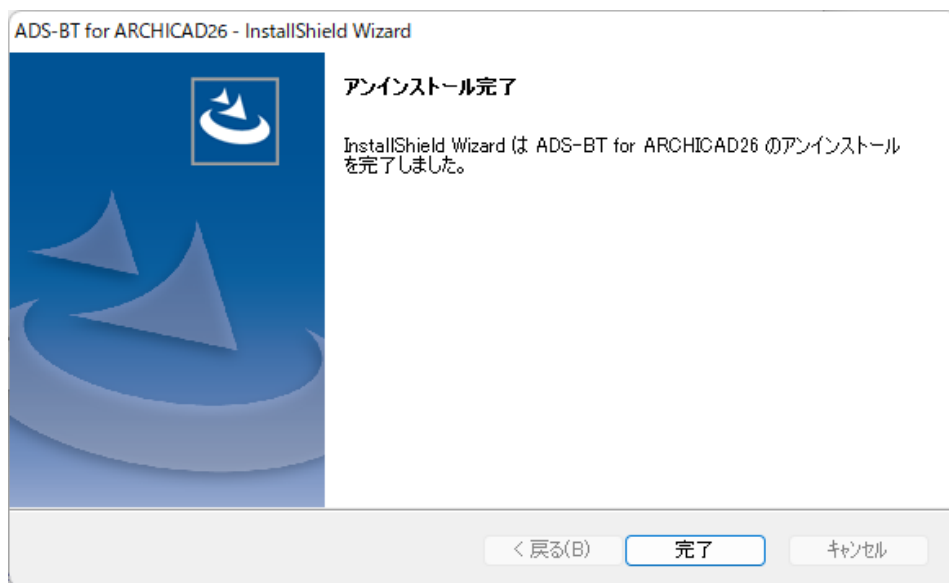 ADS-BT for ARCHICAD26 - InstallShield Wizard
アンインストール完了
InstallShield Wizard は ADS-BT for ARCHICAD26 のアンインストール
を完了しました。
< 戻る(B)
完了
キャンセル